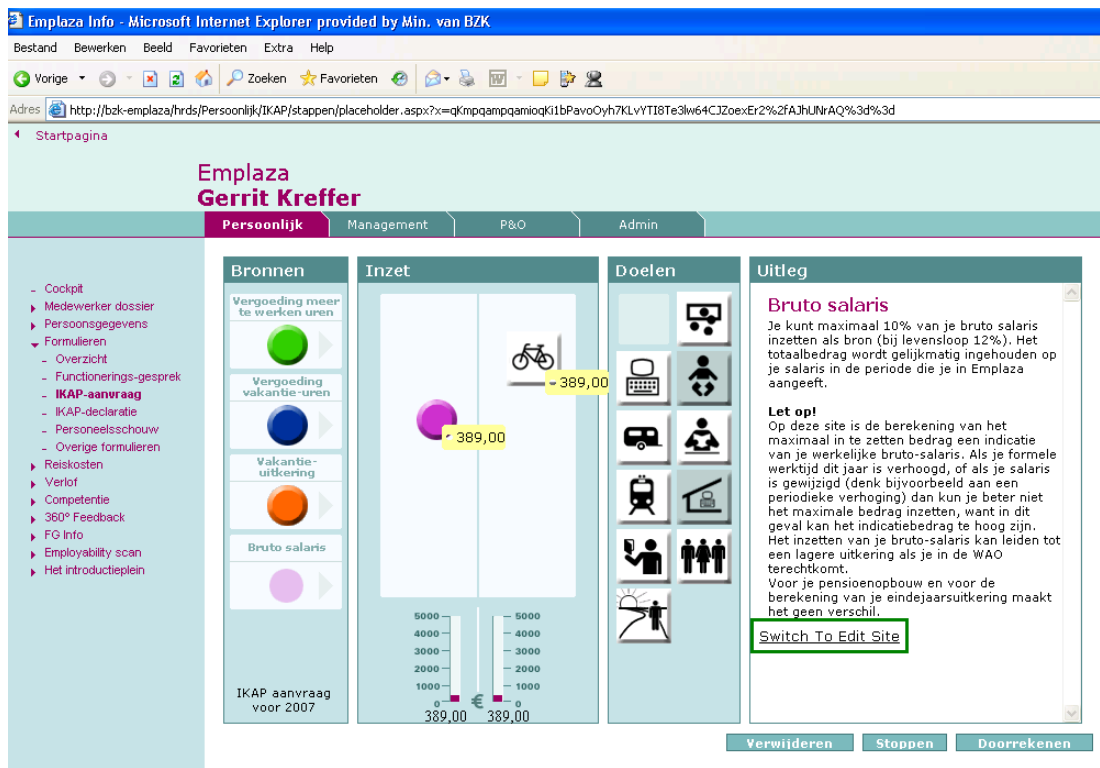 Emplaza Info - Microsoft Internet Explorer provided by Min. van BZK
Bestand Bewerken Beeld Favorieten Extra Help
Vorige Zoeken Favorieten
Adres http://bzk-emplaza/hrds/Persoonlijk/IKAP/stappen/placeholder.aspx?x=qKmpqampqamioqKi1bPavoOyh7KLvYTI8Te3lw64CJZoexEr2%2fAJhUNrAQ%3d%3d
Startpagina
Emplaza
Gerrit Kreffer
Persoonlijk Management P&O Admin
Cockpit
Medewerker dossier
Persoonsgegevens
Formulieren
Overzicht
Functionerings-gesprek
IKAP-aanvraag
IKAP-declaratie
Personeelsschouw
Overige formulieren
Reiskosten
Verlof
Competentie
360° Feedback
FG Info
Employability scan
Het introductieplein
Bronnen
Vergoeding meer
te werken uren
Vergoeding
vakantie-uren
Vakantie-
uitkering
Bruto salaris
IKAP aanvraag
voor 2007
Inzet
389,00
389,00
5000 5000
4000 4000
3000 3000
2000 2000
1000 1000
0 € 0
389,00 389,00
Doelen
Uitleg
Bruto salaris
Je kunt maximaal 10% van je bruto salaris
inzetten als bron (bij levensloop 12%). Het
totaalbedrag wordt gelijkmatig ingehouden op
je salaris in de periode die je in Emplaza
aangeeft.
Let op!
Op deze site is de berekening van het
maximaal in te zetten bedrag een indicatie
van je werkelijke bruto-salaris. Als je formele
werktijd dit jaar is verhoogd, of als je salaris
is gewijzigd (denk bijvoorbeeld aan een
periodieke verhoging) dan kun je beter niet
het maximale bedrag inzetten, want in dit
geval kan het indicatiebedrag te hoog zijn.
Het inzetten van je bruto-salaris kan leiden tot
een lagere uitkering als je in de WAO
terechtkomt.
Voor je pensioenopbouw en voor de
berekening van je eindejaarsuitkering maakt
het geen verschil.
Switch To Edit Site
Verwijderen Stoppen Doorrekenen